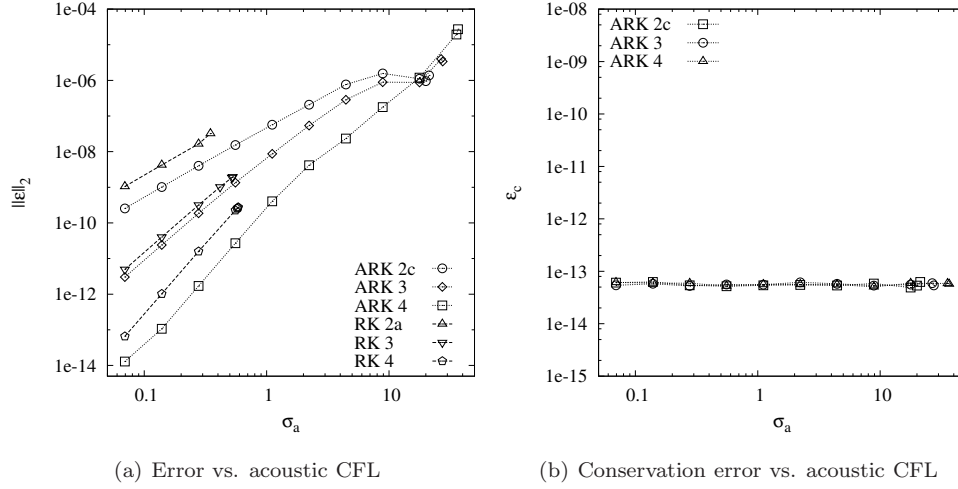 1e-04
1e-06
1e-08
1e-10
1e-12
1e-14
||ε||₂
0.1 1 10
σₐ
ARK 2c
ARK 3
ARK 4
RK 2a
RK 3
RK 4
(a) Error vs. acoustic CFL
1e-08
1e-09
1e-10
1e-11
1e-12
1e-13
1e-14
1e-15
ε_c
0.1 1 10
σₐ
ARK 2c
ARK 3
ARK 4
(b) Conservation error vs. acoustic CFL